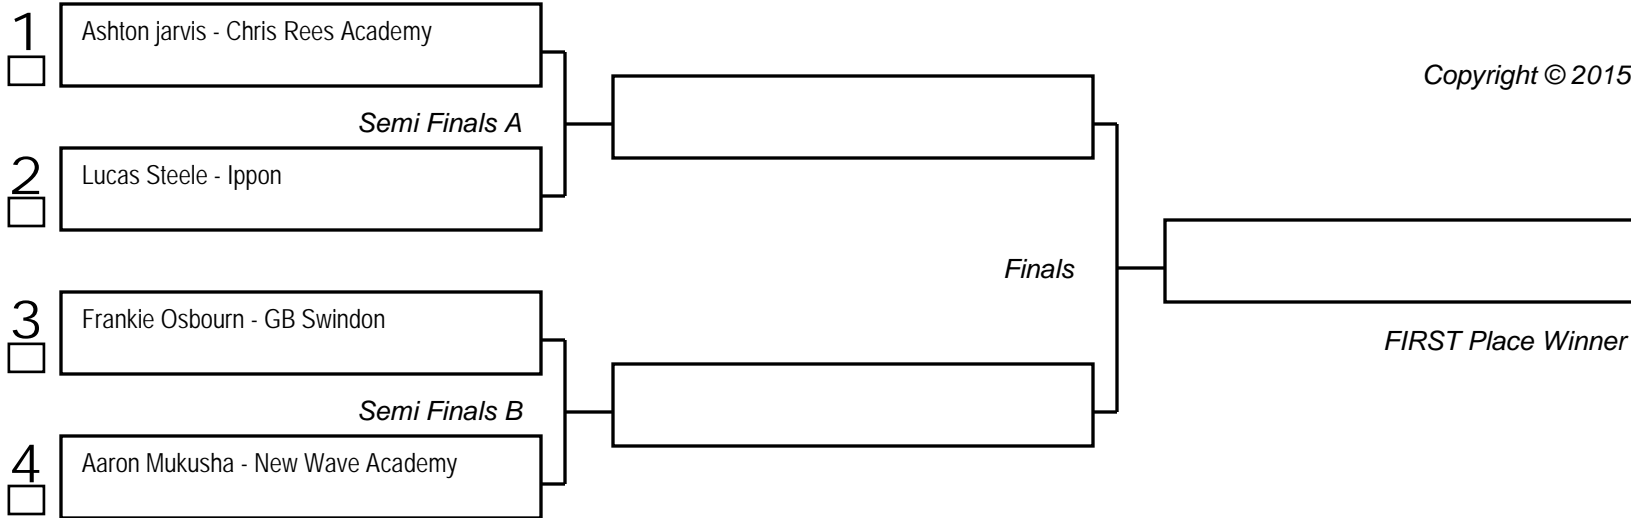 1
Ashton jarvis - Chris Rees Academy
Copyright © 2015
Semi Finals A
2
Lucas Steele - Ippon
Finals
3
Frankie Osbourn - GB Swindon
FIRST Place Winner
Semi Finals B
4
Aaron Mukusha - New Wave Academy